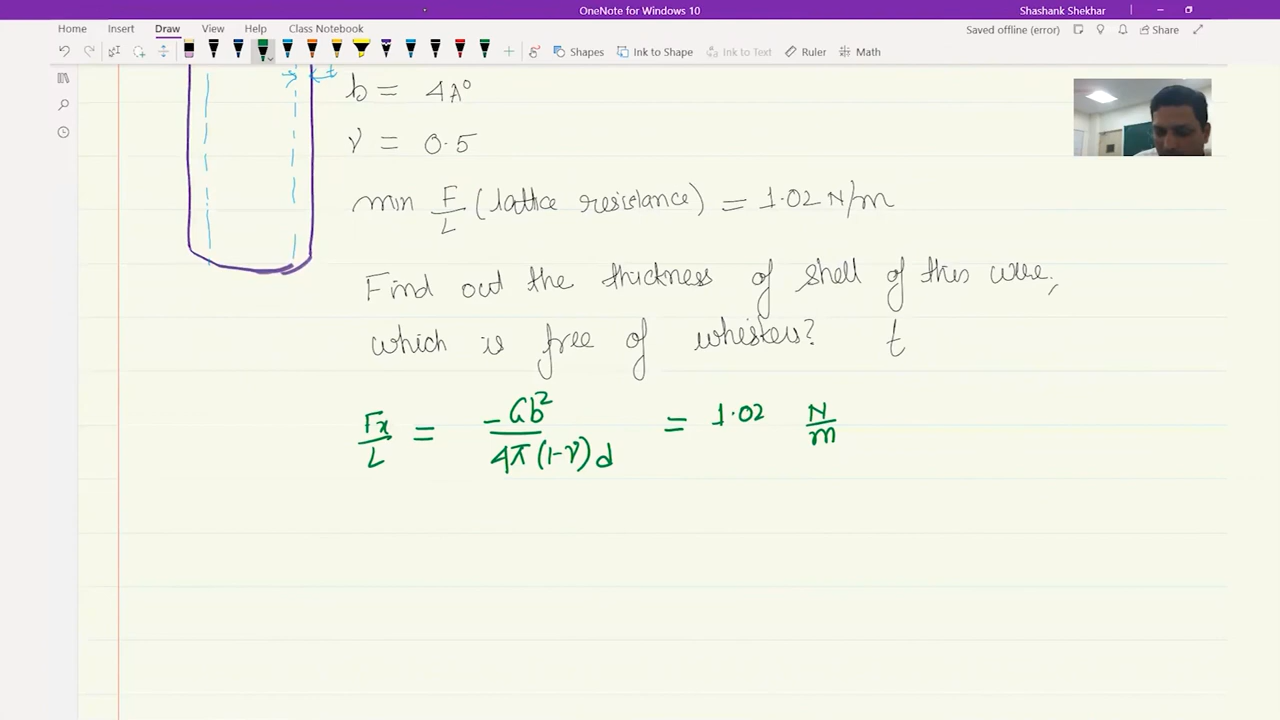 OneNote for Windows 10
Shashank Shekhar
Home Insert Draw View Help Class Notebook
Saved offline (error) Share
Shapes Ink to Shape Ink to Text Ruler Math
t
b = 4A°
ν = 0.5
min F/L (lattice resistance) = 1.02 N/m
Find out the thickness of shell of this wire,
which is free of whiskers? t
Fx/L = -Gb²/4π(1-ν)d = 1.02 N/m